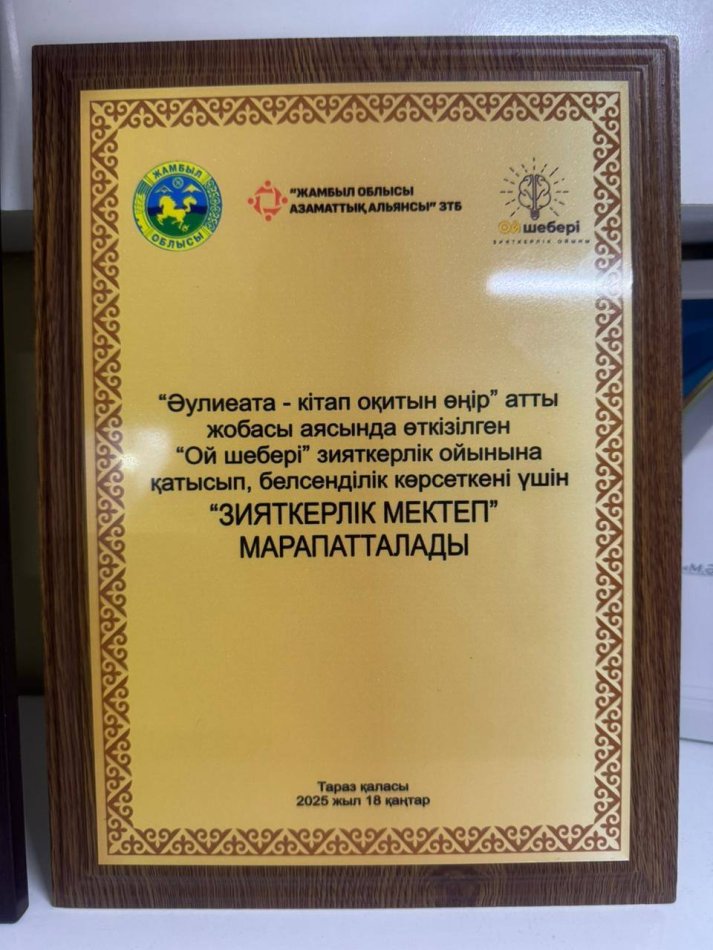 ЖАМБЫЛ
ОБЛЫСЫ
“ЖАМБЫЛ ОБЛЫСЫ
АЗАМАТТЫҚ АЛЬЯНСЫ” ЗТБ
Ой шебері
ЗИЯТКЕРЛІК ОЙЫНЫ
“Әулиеата - кітап оқитын өңір” атты
жобасы аясында өткізілген
“Ой шебері” зияткерлік ойынына
қатысып, белсенділік көрсеткені үшін
“ЗИЯТКЕРЛІК МЕКТЕП”
МАРАПАТТАЛАДЫ
Тараз қаласы
2025 жыл 18 қаңтар